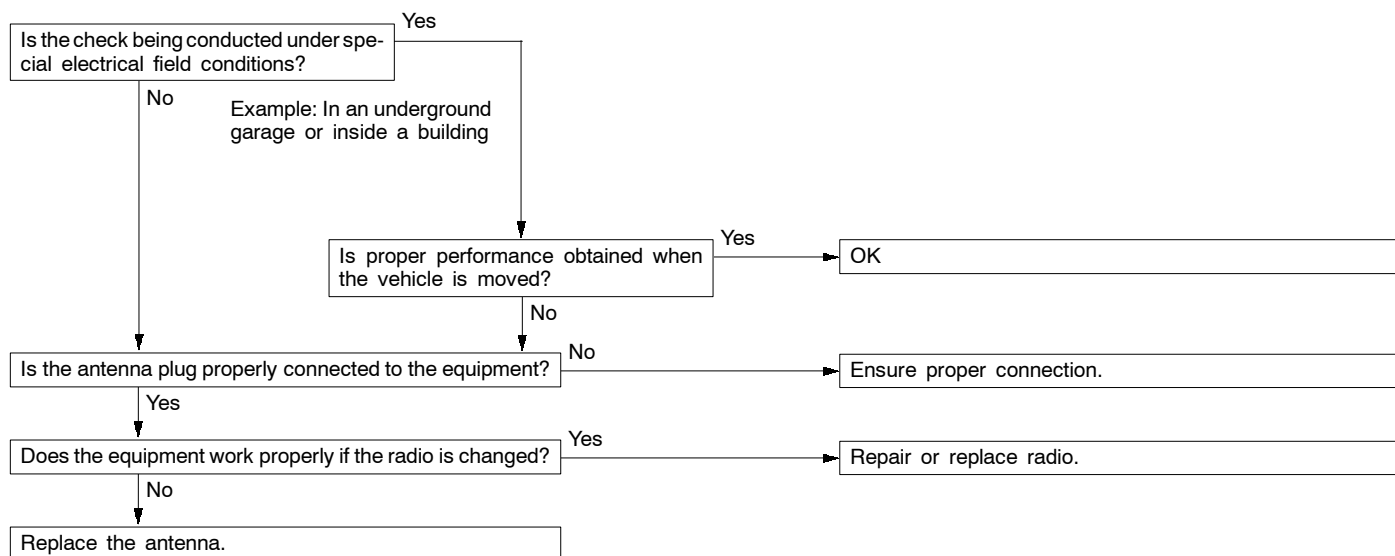 Yes
Is the check being conducted under spe-
cial electrical field conditions?
No
Example: In an underground
garage or inside a building
Is proper performance obtained when
the vehicle is moved?
Yes
OK
No
Is the antenna plug properly connected to the equipment?
No
Ensure proper connection.
Yes
Does the equipment work properly if the radio is changed?
Yes
Repair or replace radio.
No
Replace the antenna.